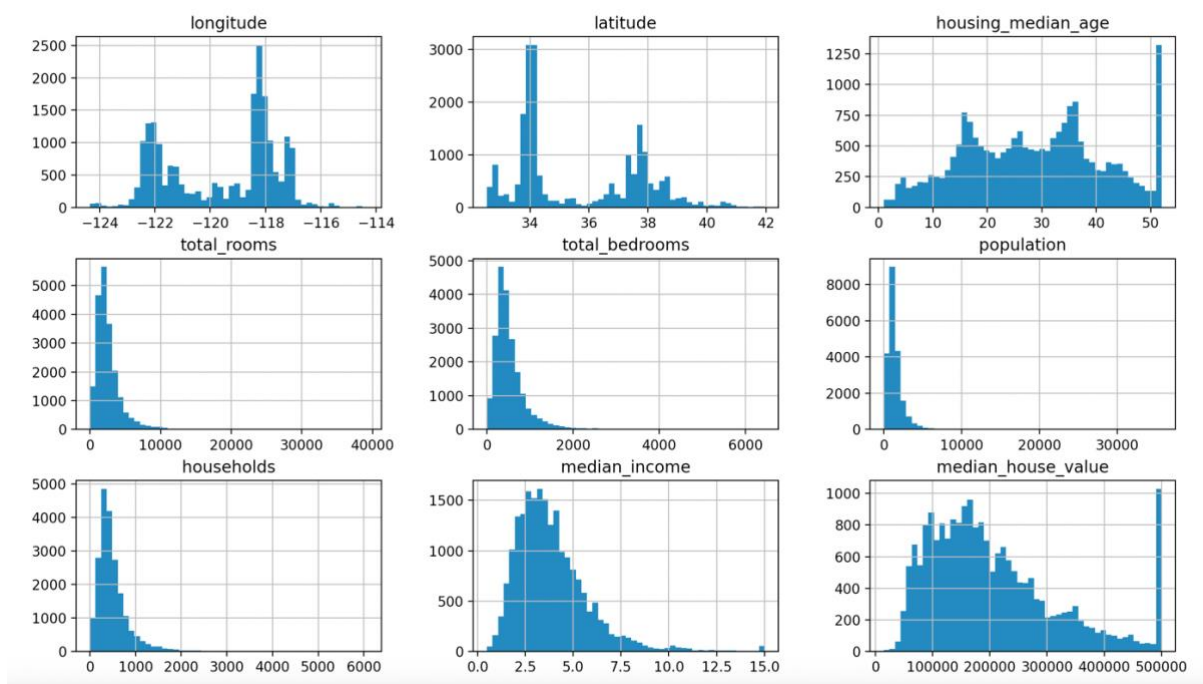 longitude
latitude
housing_median_age
2500
2000
1500
1000
500
0
−124 −122 −120 −118 −116 −114
3000
2000
1000
0
34 36 38 40 42
1250
1000
750
500
250
0
0 10 20 30 40 50
total_rooms
total_bedrooms
population
5000
4000
3000
2000
1000
0
0 10000 20000 30000 40000
5000
4000
3000
2000
1000
0
0 2000 4000 6000
8000
6000
4000
2000
0
0 10000 20000 30000
households
median_income
median_house_value
5000
4000
3000
2000
1000
0
0 1000 2000 3000 4000 5000 6000
1500
1000
500
0
0.0 2.5 5.0 7.5 10.0 12.5 15.0
1000
800
600
400
200
0
0 100000 200000 300000 400000 500000